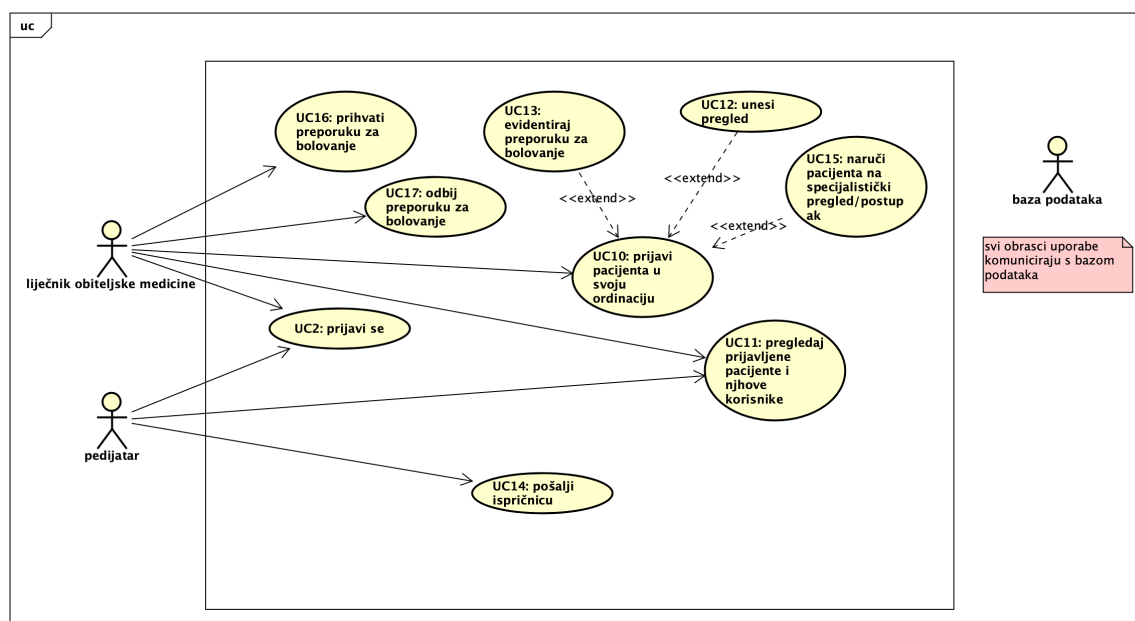 uc
UC16: prihvati
preporuku za
bolovanje
UC13:
evidentiraj
preporuku za
bolovanje
UC12: unesi
pregled
UC15: naruči
pacijenta na
specijalistički
pregled/postup
ak
baza podataka
<<extend>>
<<extend>>
<<extend>>
UC17: odbij
preporuku za
bolovanje
svi obrasci uporabe
komuniciraju s bazom
podataka
liječnik obiteljske medicine
UC10: prijavi
pacijenta u
svoju
ordinaciju
UC2: prijavi se
UC11: pregledaj
prijavljene
pacijente i
njhove
korisnike
pedijatar
UC14: pošalji
ispričnicu